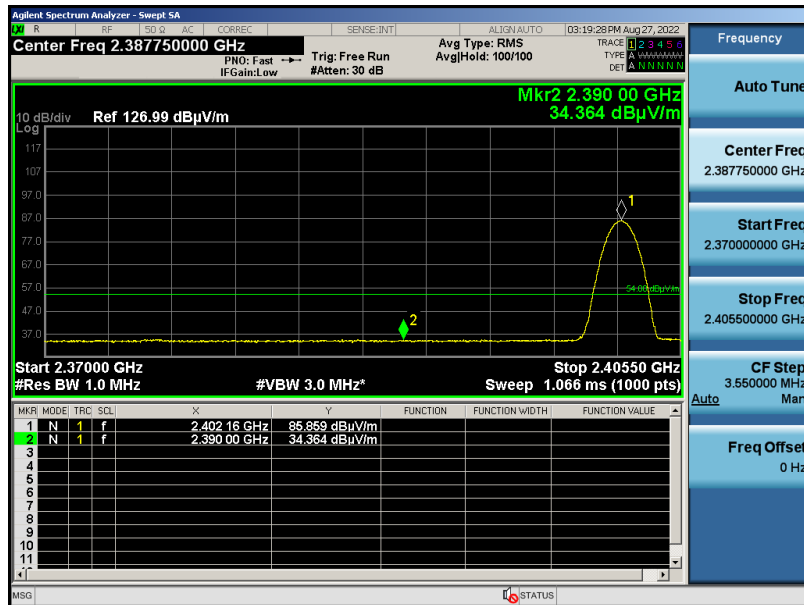 Agilent Spectrum Analyzer - Swept SA
LXI R RF 50 Ω AC CORREC SENSE:INT ALIGN AUTO 03:19:28 PM Aug 27, 2022
Center Freq 2.387750000 GHz
PNO: Fast
IFGain:Low
Trig: Free Run
#Atten: 30 dB
Avg Type: RMS
Avg|Hold: 100/100
TRACE 1 2 3 4 5 6
TYPE A WWWWW
DET A N N N N N
Mkr2 2.390 00 GHz
34.364 dBµV/m
10 dB/div Ref 126.99 dBµV/m
Log
117
107
97.0
87.0
77.0
67.0
57.0
47.0
37.0
1
2
54.00 dBµV/m
Start 2.37000 GHz Stop 2.40550 GHz
#Res BW 1.0 MHz #VBW 3.0 MHz* Sweep 1.066 ms (1000 pts)
MKR MODE TRC SCL X Y FUNCTION FUNCTION WIDTH FUNCTION VALUE
1 N 1 f 2.402 16 GHz 85.859 dBµV/m
2 N 1 f 2.390 00 GHz 34.364 dBµV/m
3
4
5
6
7
8
9
10
11
MSG STATUS
Frequency
Auto Tune
Center Freq
2.387750000 GHz
Start Freq
2.370000000 GHz
Stop Freq
2.405500000 GHz
CF Step
3.550000 MHz
Auto Man
Freq Offset
0 Hz